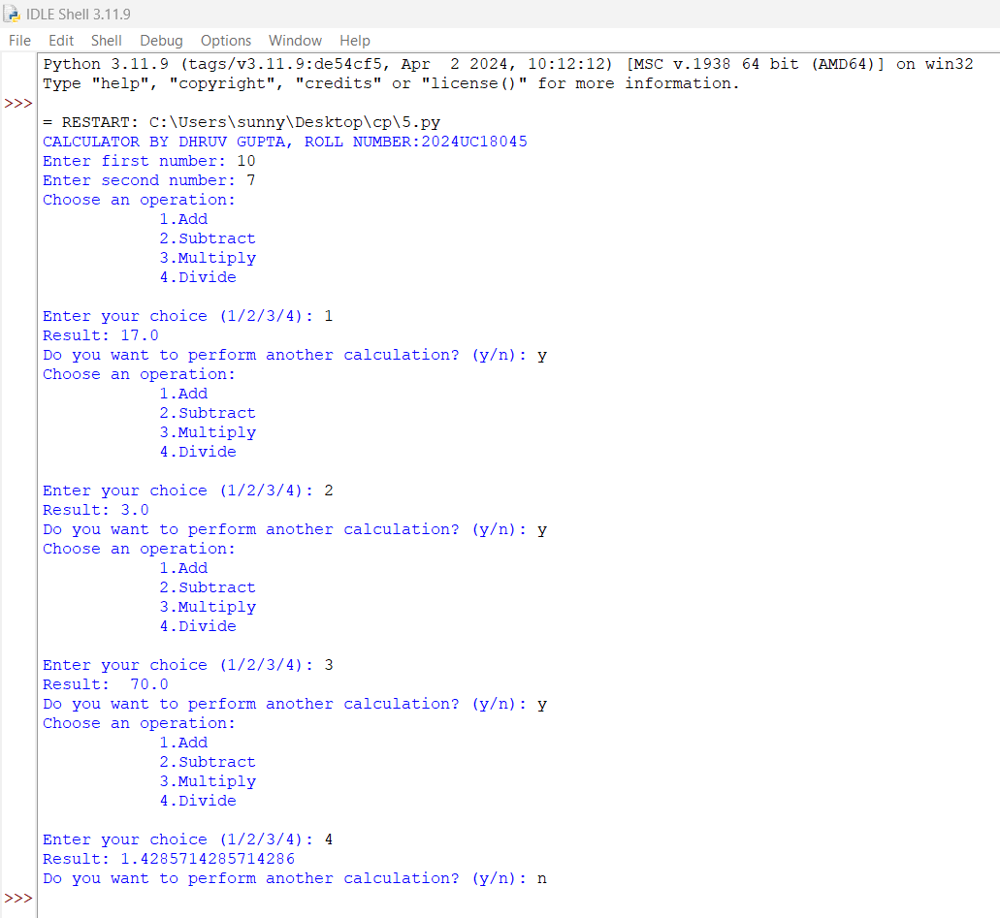 IDLE Shell 3.11.9
File Edit Shell Debug Options Window Help
Python 3.11.9 (tags/v3.11.9:de54cf5, Apr  2 2024, 10:12:12) [MSC v.1938 64 bit (AMD64)] on win32
Type "help", "copyright", "credits" or "license()" for more information.
>>>
= RESTART: C:\Users\sunny\Desktop\cp\5.py
CALCULATOR BY DHRUV GUPTA, ROLL NUMBER:2024UC18045
Enter first number: 10
Enter second number: 7
Choose an operation:
            1.Add
            2.Subtract
            3.Multiply
            4.Divide

Enter your choice (1/2/3/4): 1
Result: 17.0
Do you want to perform another calculation? (y/n): y
Choose an operation:
            1.Add
            2.Subtract
            3.Multiply
            4.Divide

Enter your choice (1/2/3/4): 2
Result: 3.0
Do you want to perform another calculation? (y/n): y
Choose an operation:
            1.Add
            2.Subtract
            3.Multiply
            4.Divide

Enter your choice (1/2/3/4): 3
Result:  70.0
Do you want to perform another calculation? (y/n): y
Choose an operation:
            1.Add
            2.Subtract
            3.Multiply
            4.Divide

Enter your choice (1/2/3/4): 4
Result: 1.4285714285714286
Do you want to perform another calculation? (y/n): n
>>>